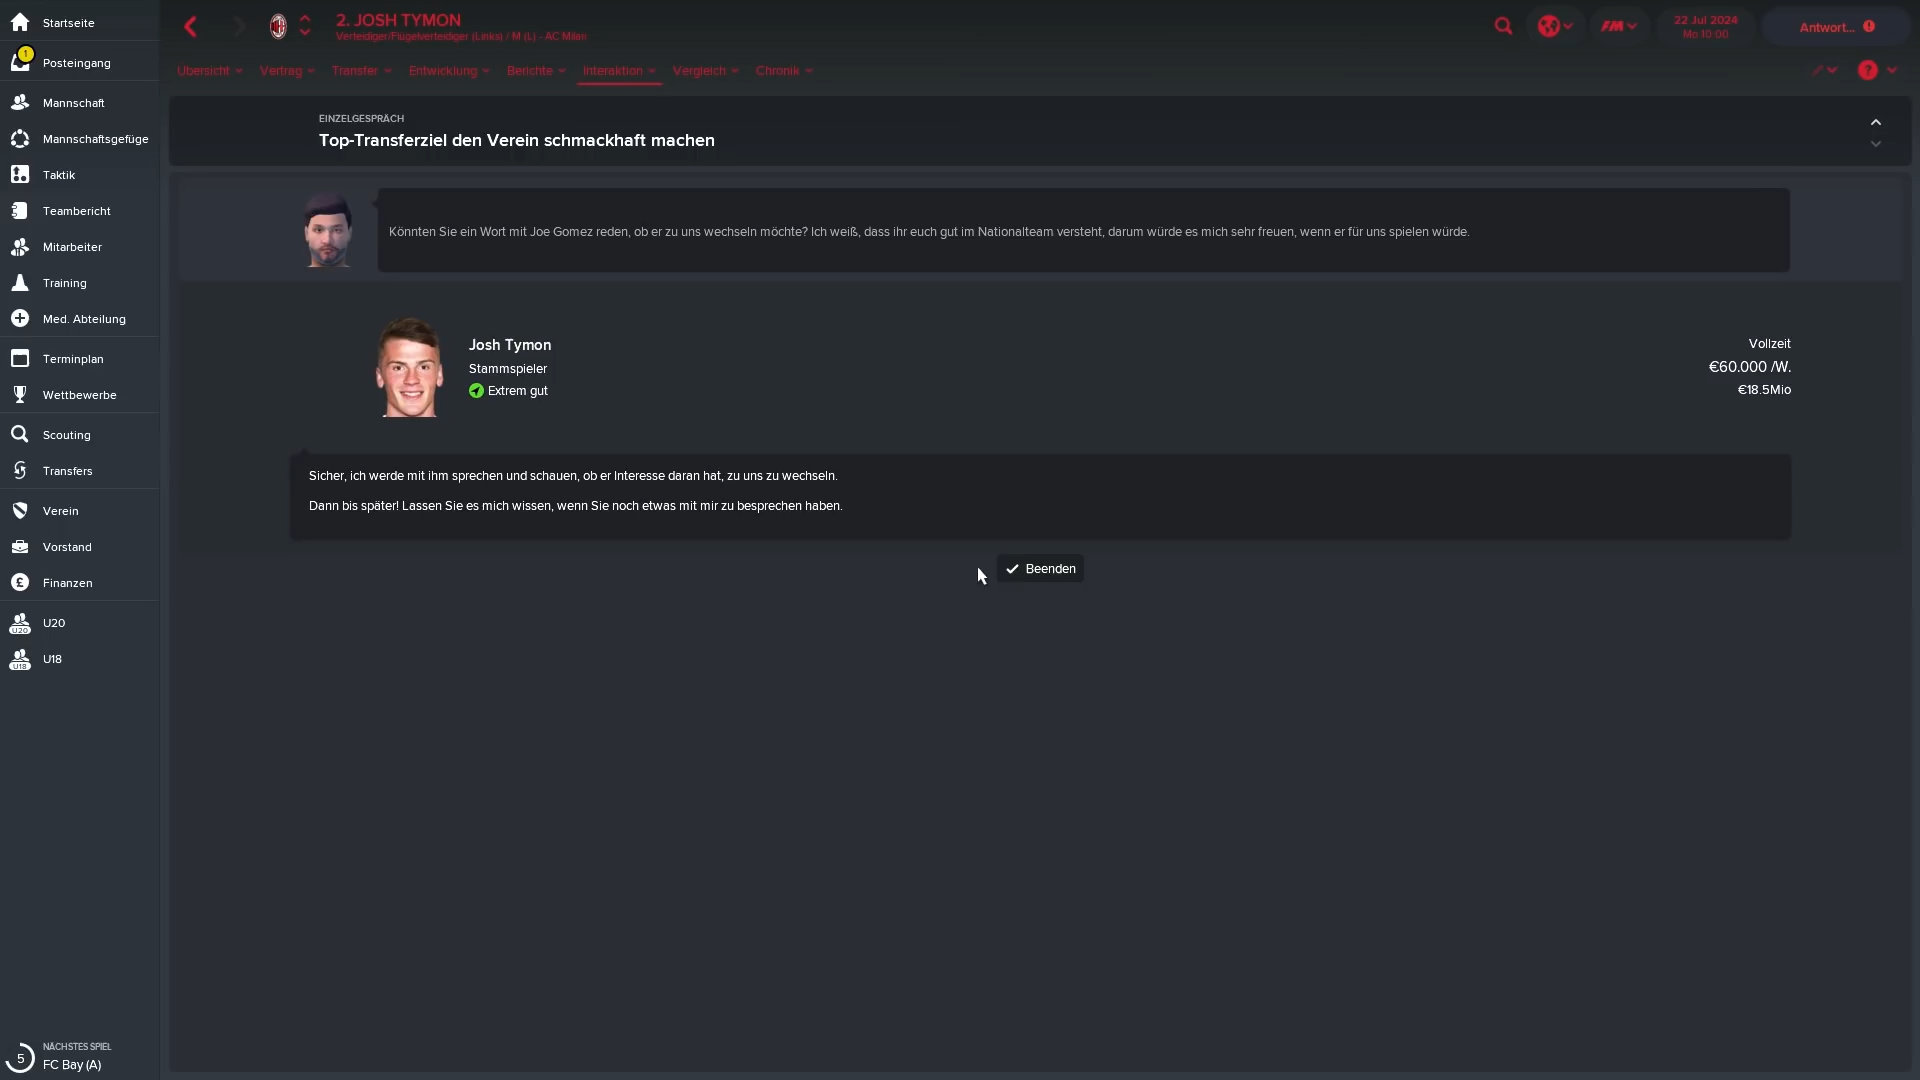 Startseite
1
Posteingang
Mannschaft
Mannschaftsgefüge
Taktik
Teambericht
Mitarbeiter
Training
Med. Abteilung
Terminplan
Wettbewerbe
Scouting
Transfers
Verein
Vorstand
Finanzen
U20
U20
U18
U18
5
NÄCHSTES SPIEL
FC Bay (A)
2. JOSH TYMON
Verteidiger/Flügelverteidiger (Links) / M (L) - AC Milan
FM
22 Jul 2024
Mo 10:00
Antwort...
Übersicht
Vertrag
Transfer
Entwicklung
Berichte
Interaktion
Vergleich
Chronik
?
EINZELGESPRÄCH
Top-Transferziel den Verein schmackhaft machen
Könnten Sie ein Wort mit Joe Gomez reden, ob er zu uns wechseln möchte? Ich weiß, dass ihr euch gut im Nationalteam versteht, darum würde es mich sehr freuen, wenn er für uns spielen würde.
Josh Tymon
Stammspieler
Extrem gut
Vollzeit
€60.000 /W.
€18.5Mio
Sicher, ich werde mit ihm sprechen und schauen, ob er Interesse daran hat, zu uns zu wechseln.
Dann bis später! Lassen Sie es mich wissen, wenn Sie noch etwas mit mir zu besprechen haben.
Beenden